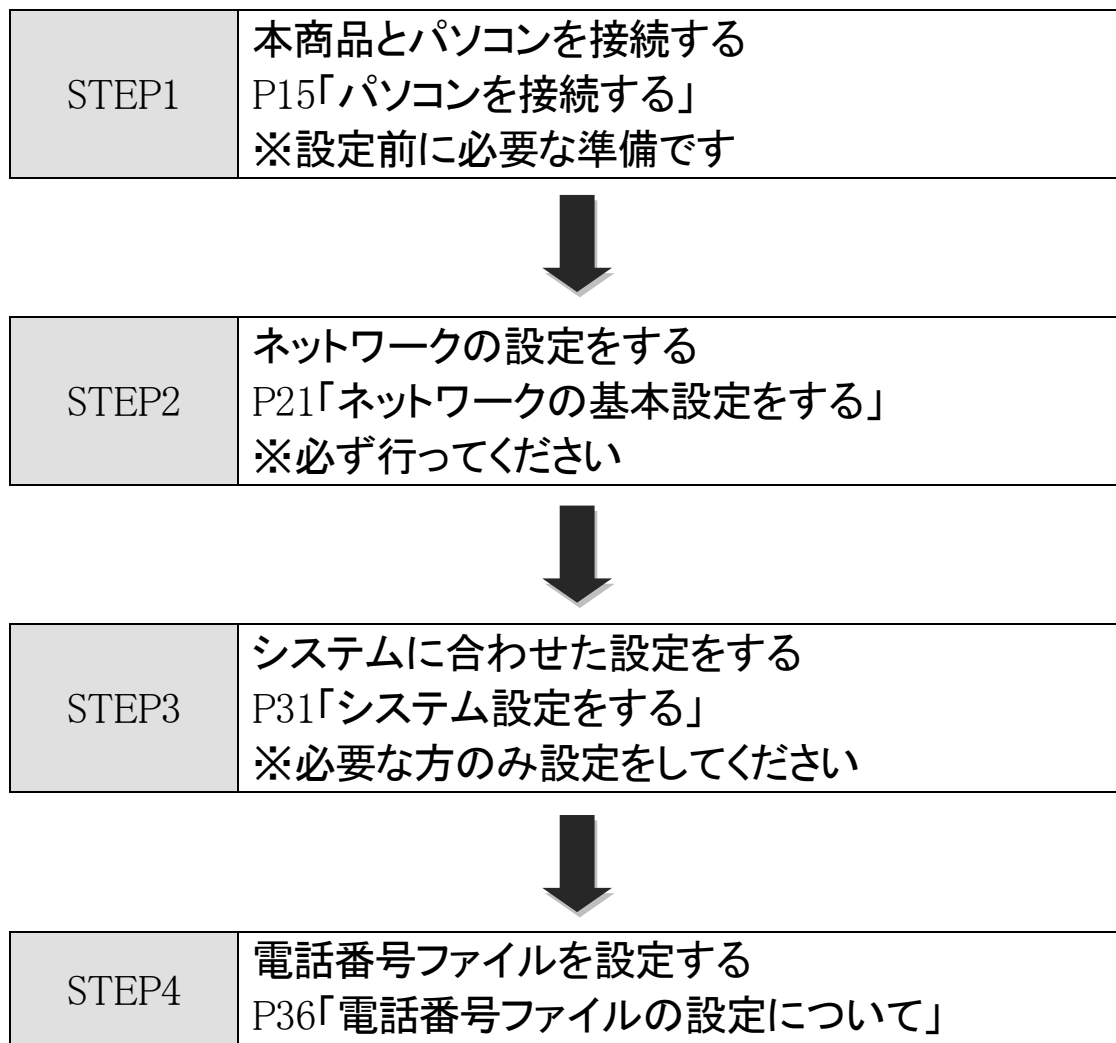 STEP1
本商品とパソコンを接続する
P15「パソコンを接続する」
※設定前に必要な準備です
STEP2
ネットワークの設定をする
P21「ネットワークの基本設定をする」
※必ず行ってください
STEP3
システムに合わせた設定をする
P31「システム設定をする」
※必要な方のみ設定をしてください
STEP4
電話番号ファイルを設定する
P36「電話番号ファイルの設定について」